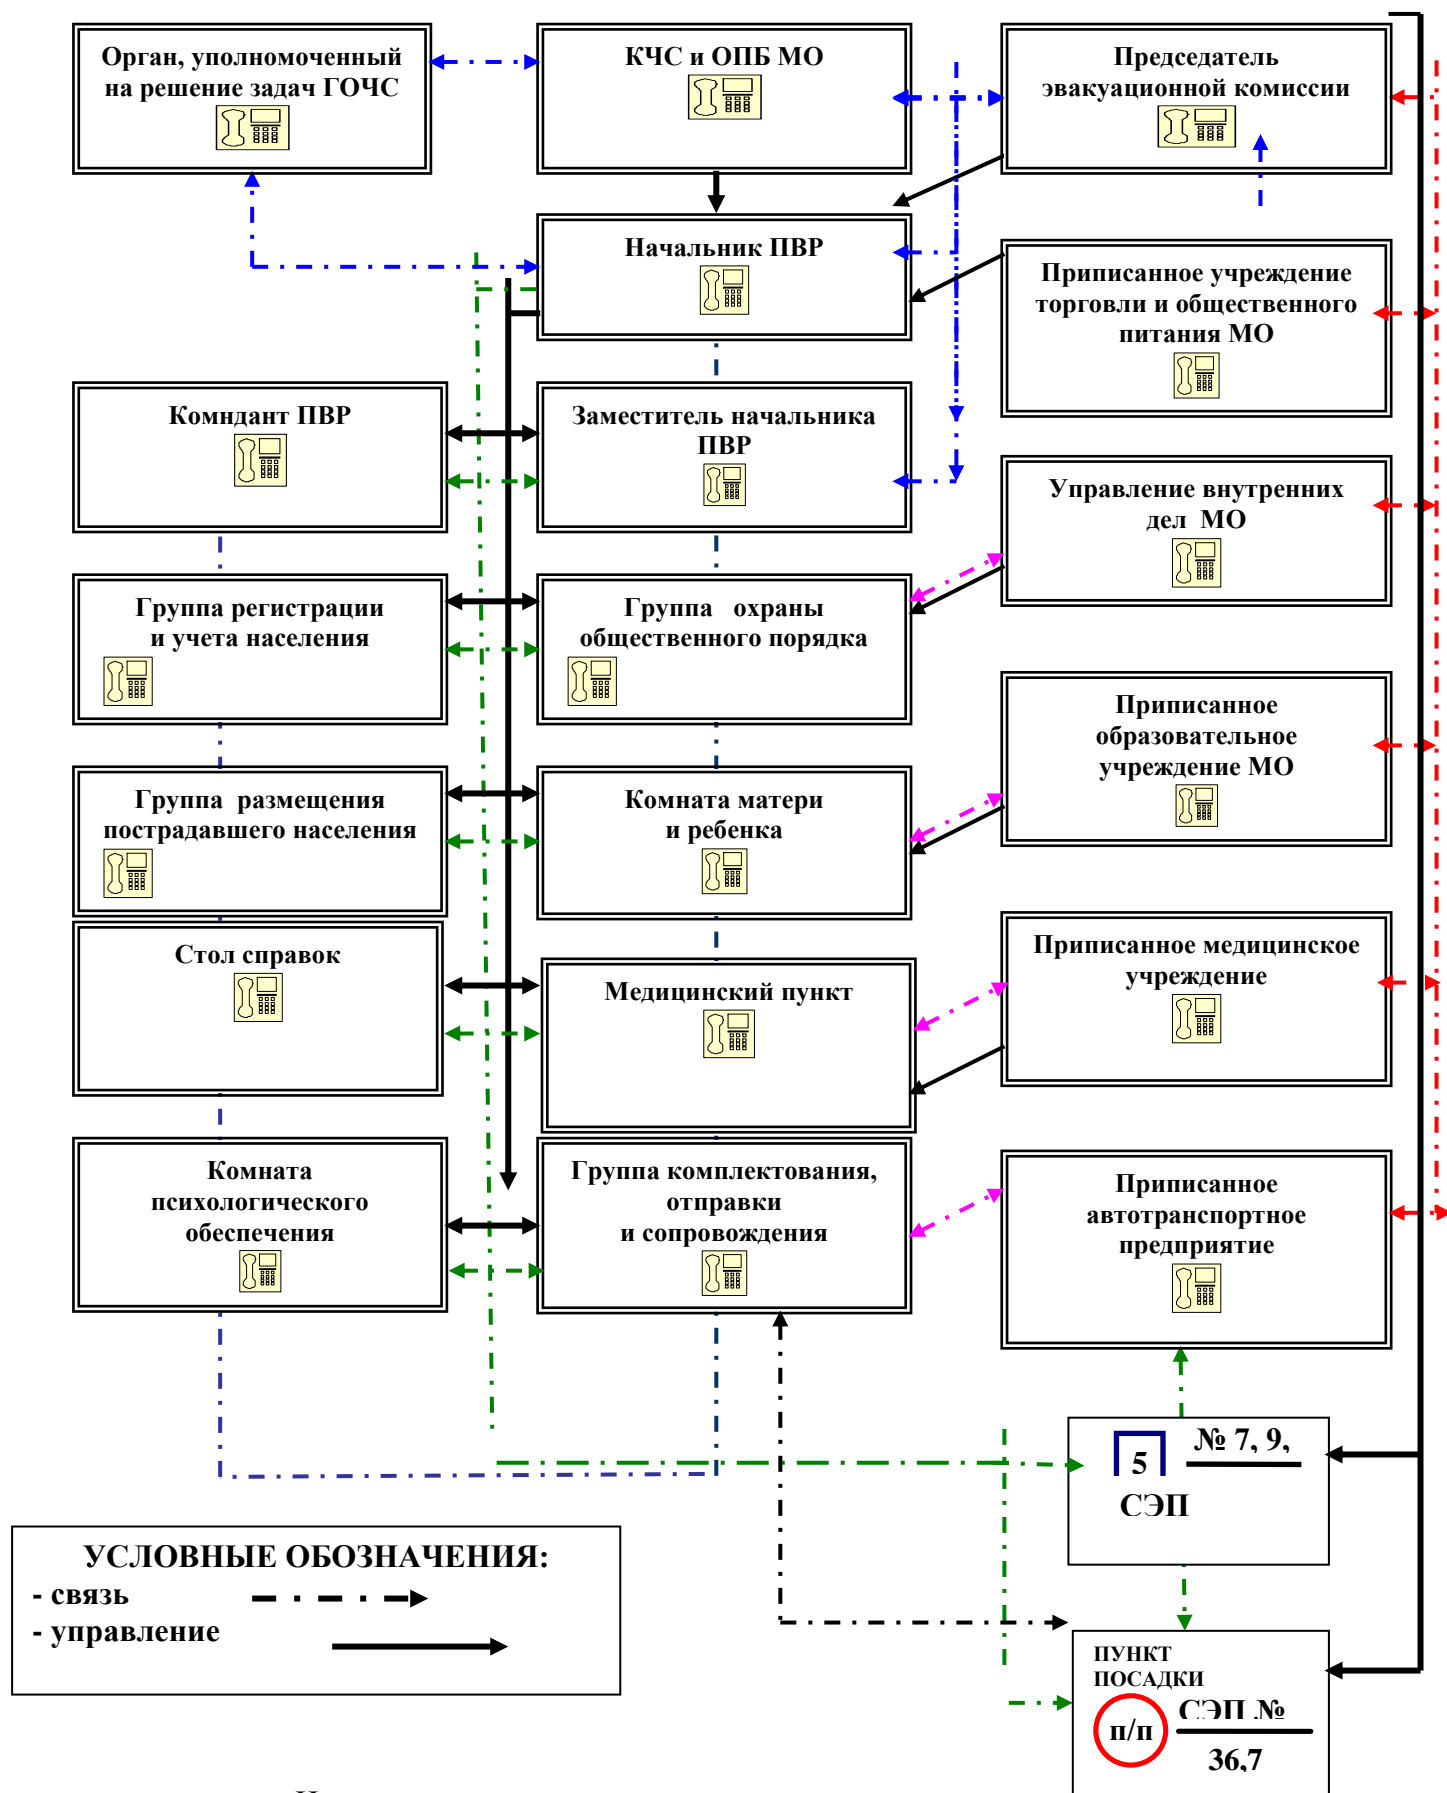 Орган, уполномоченный
на решение задач ГОЧС
КЧС и ОПБ МО
Председатель
эвакуационной комиссии
Начальник ПВР
Приписанное учреждение
торговли и общественного
питания МО
Комндант ПВР
Заместитель начальника
ПВР
Управление внутренних
дел МО
Группа регистрации
и учета населения
Группа охраны
общественного порядка
Приписанное
образовательное
учреждение МО
Группа размещения
пострадавшего населения
Комната матери
и ребенка
Стол справок
Медицинский пункт
Приписанное медицинское
учреждение
Комната
психологического
обеспечения
Группа комплектования,
отправки
и сопровождения
Приписанное
автотранспортное
предприятие
5
№ 7, 9,
СЭП
УСЛОВНЫЕ ОБОЗНАЧЕНИЯ:
- связь
- управление
ПУНКТ
ПОСАДКИ
п/п
СЭП №
36,7